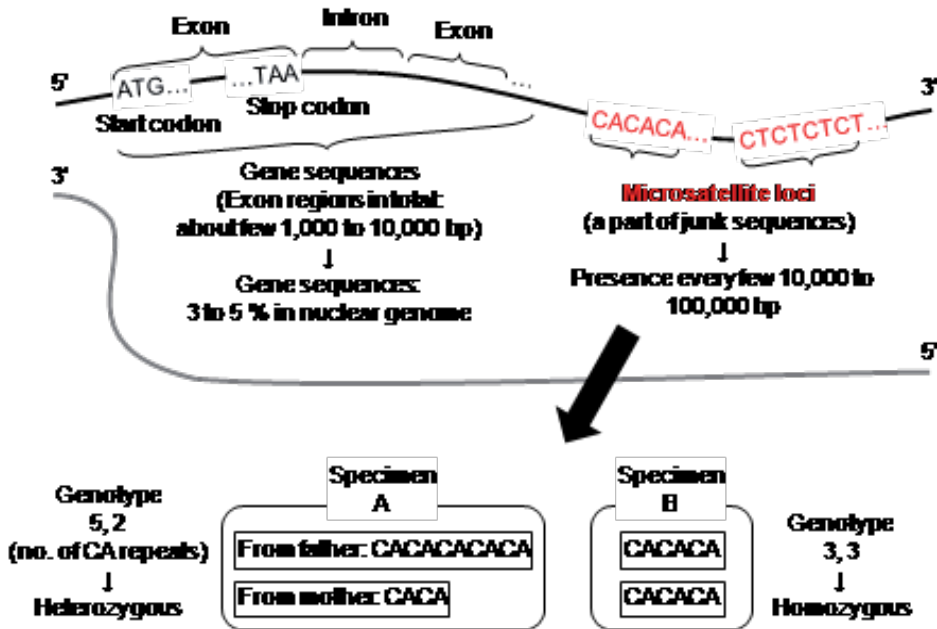 Exon
Intron
Exon
5'
ATG...
...TAA
...
3'
Start codon
Stop codon
CACACA...
CTCTCTCT...
3'
Gene sequences
(Exon regions in total:
about few 1,000 to 10,000 bp)
↓
Gene sequences:
3 to 5 % in nuclear genome
Microsatellite loci
(a part of junk sequences)
↓
Presence every few 10,000 to
100,000 bp
5'
Genotype
5, 2
(no. of CA repeats)
↓
Heterozygous
Specimen
A
From father: CACACACACA
From mother: CACA
Specimen
B
CACACA
CACACA
Genotype
3, 3
↓
Homozygous